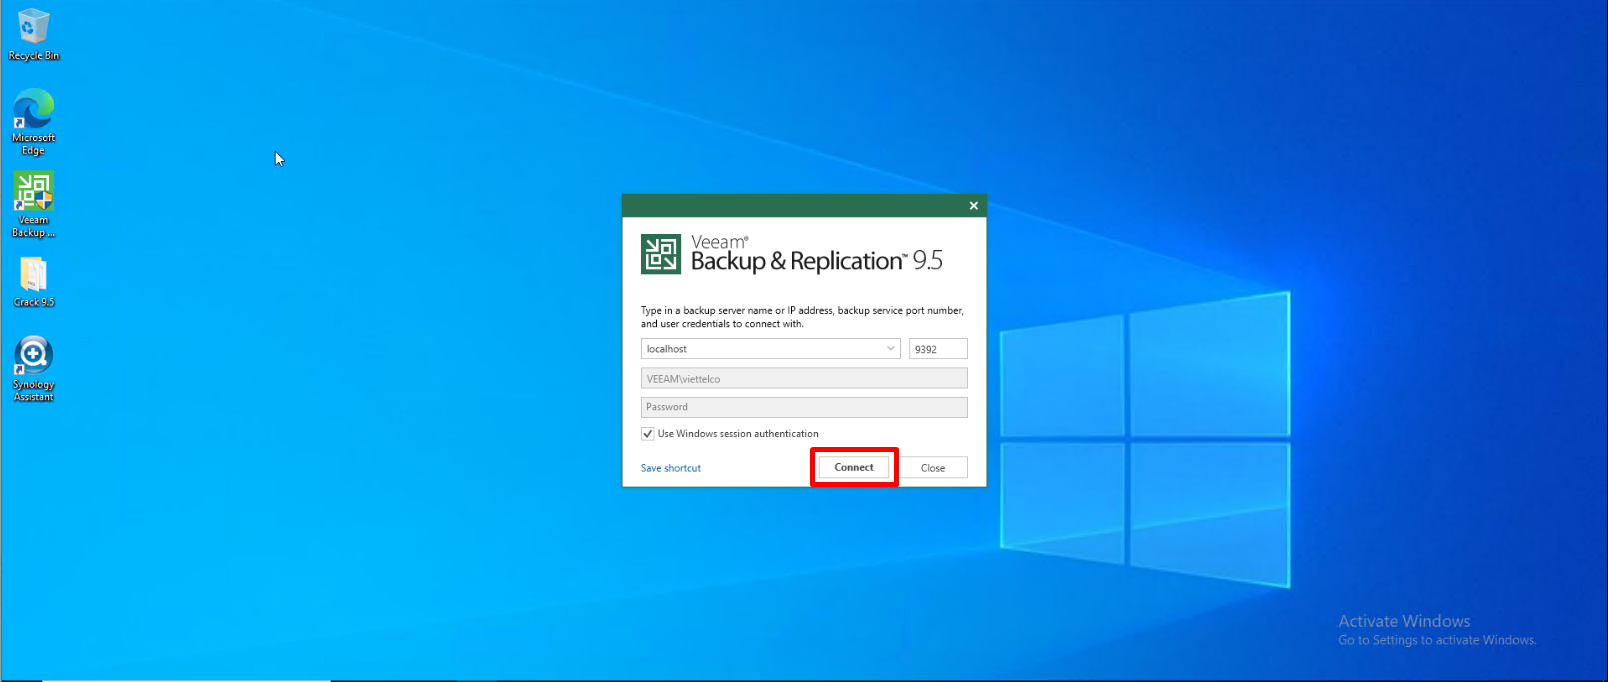 Recycle Bin
Microsoft
Edge
Veeam
Backup ...
Crack 9.5
Synology
Assistant
Veeam®
Backup & Replication™ 9.5
Type in a backup server name or IP address, backup service port number,
and user credentials to connect with.
localhost
9392
VEEAM\viettelco
Password
Use Windows session authentication
Save shortcut
Connect
Close
Activate Windows
Go to Settings to activate Windows.